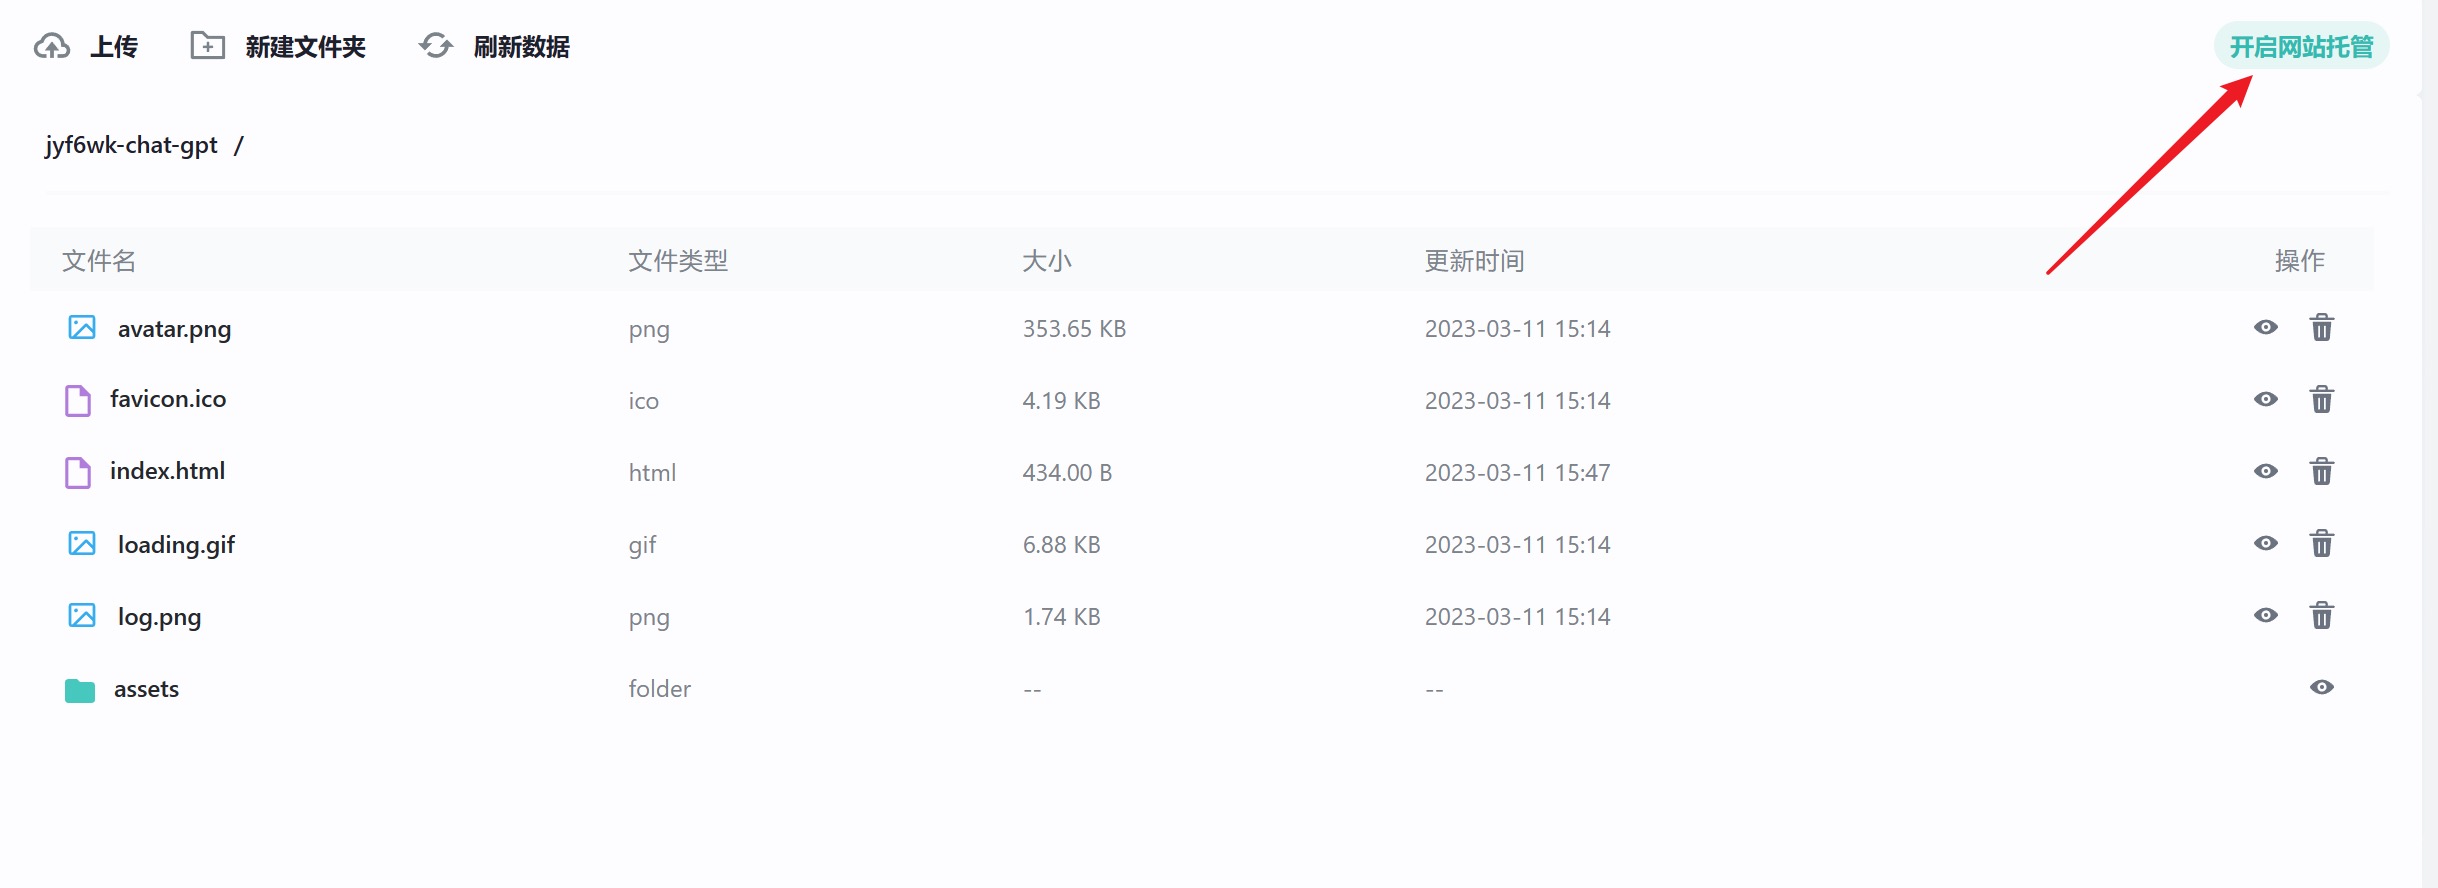 上传 新建文件夹 刷新数据 开启网站托管
jyf6wk-chat-gpt /
文件名 文件类型 大小 更新时间 操作
avatar.png png 353.65 KB 2023-03-11 15:14
favicon.ico ico 4.19 KB 2023-03-11 15:14
index.html html 434.00 B 2023-03-11 15:47
loading.gif gif 6.88 KB 2023-03-11 15:14
log.png png 1.74 KB 2023-03-11 15:14
assets folder -- --